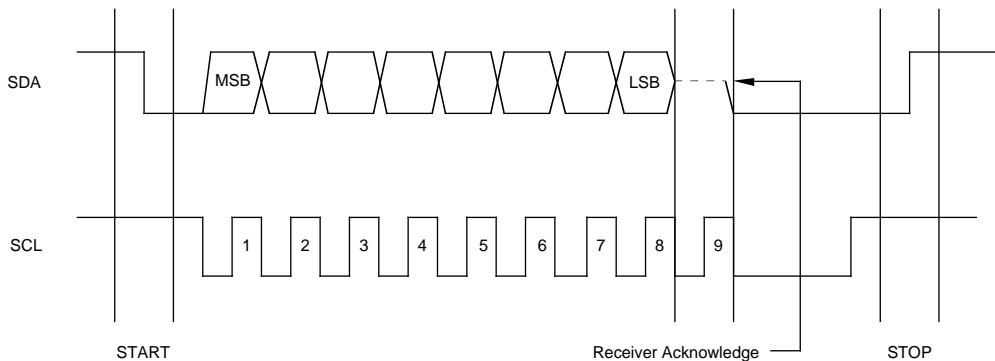 SDA
MSB
LSB
SCL
1 2 3 4 5 6 7 8 9
START
Receiver Acknowledge
STOP